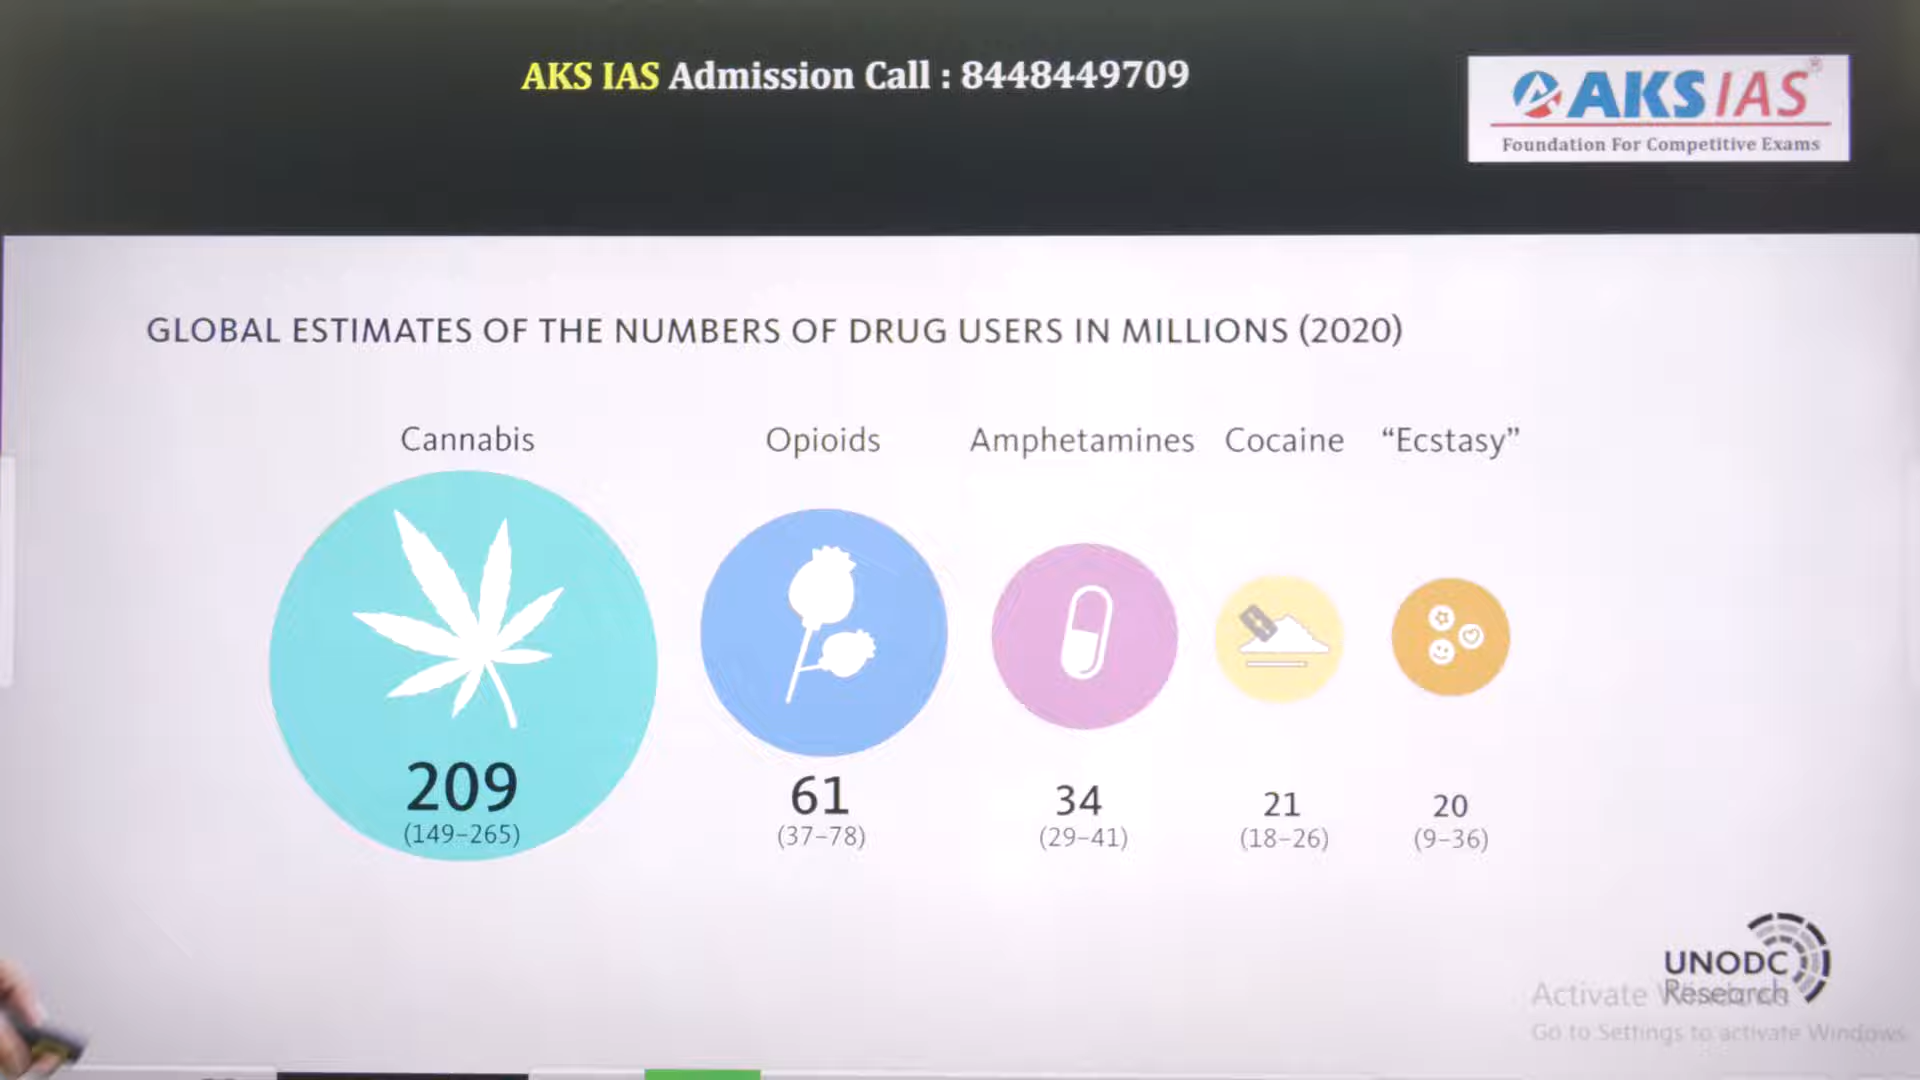 AKS IAS Admission Call : 8448449709
AKS IAS®
Foundation For Competitive Exams
GLOBAL ESTIMATES OF THE NUMBERS OF DRUG USERS IN MILLIONS (2020)
Cannabis Opioids Amphetamines Cocaine “Ecstasy”
209 61 34 21 20
(149–265) (37–78) (29–41) (18–26) (9–36)
UNODC
Research
Activate Windows
Go to Settings to activate Windows.